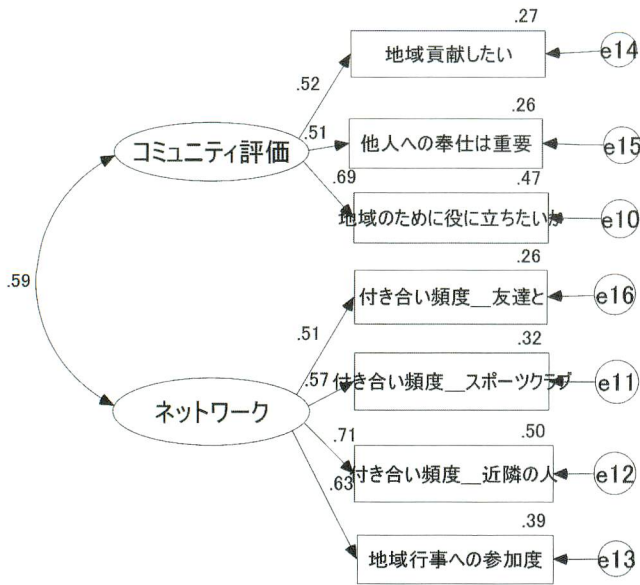 .27
地域貢献したい
e14
.52
.26
.51
コミュニティ評価
他人への奉仕は重要
e15
.69
.47
地域のために役に立ちたいか
e10
.59
.26
付き合い頻度__友達と
e16
.51
.32
.57
付き合い頻度__スポーツクラブ
e11
ネットワーク
.71
.50
付き合い頻度__近隣の人
e12
.63
.39
地域行事への参加度
e13